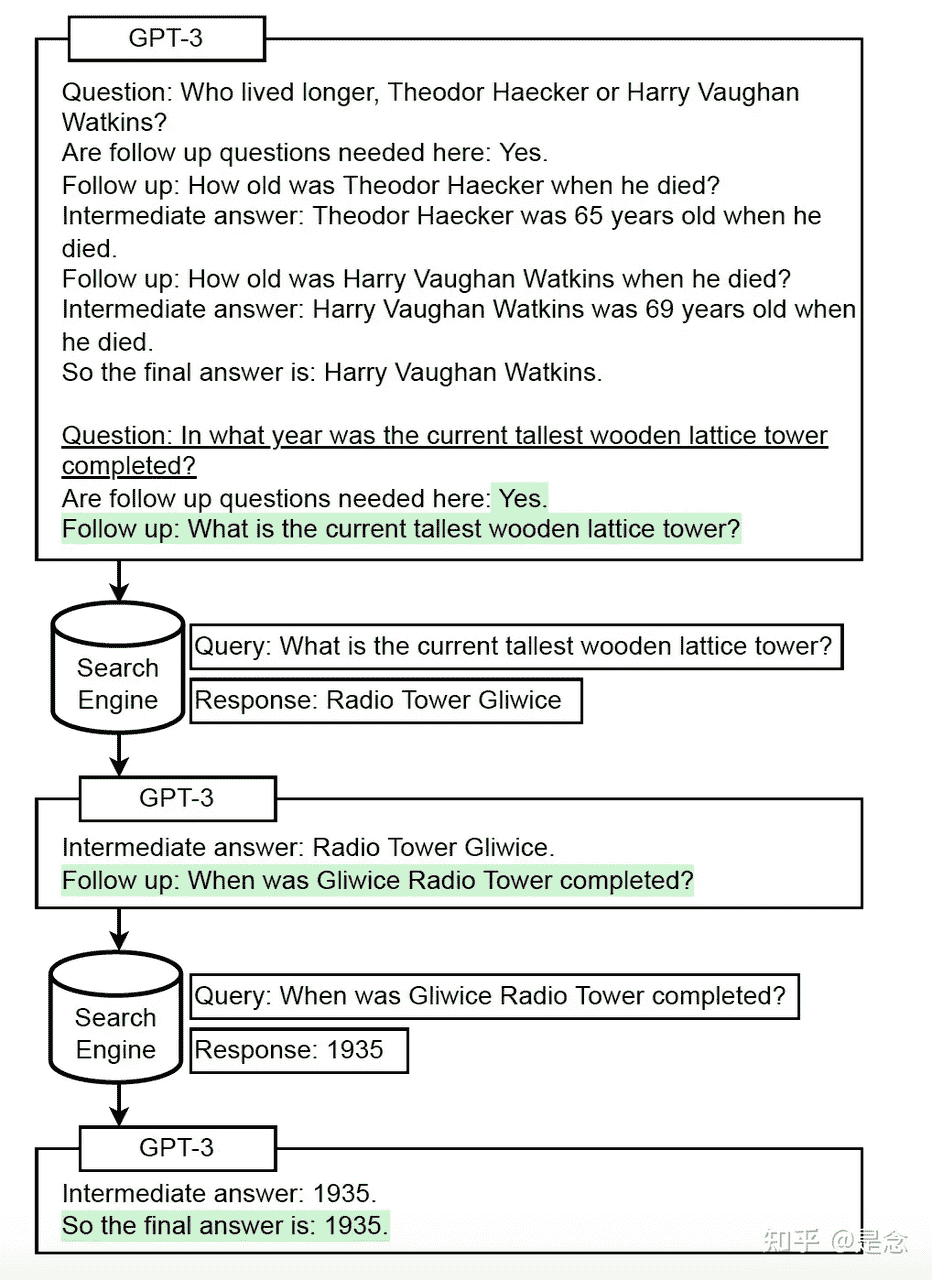 GPT-3
Question: Who lived longer, Theodor Haecker or Harry Vaughan
Watkins?
Are follow up questions needed here: Yes.
Follow up: How old was Theodor Haecker when he died?
Intermediate answer: Theodor Haecker was 65 years old when he
died.
Follow up: How old was Harry Vaughan Watkins when he died?
Intermediate answer: Harry Vaughan Watkins was 69 years old when
he died.
So the final answer is: Harry Vaughan Watkins.
Question: In what year was the current tallest wooden lattice tower
completed?
Are follow up questions needed here: Yes.
Follow up: What is the current tallest wooden lattice tower?
Search
Engine
Query: What is the current tallest wooden lattice tower?
Response: Radio Tower Gliwice
GPT-3
Intermediate answer: Radio Tower Gliwice.
Follow up: When was Gliwice Radio Tower completed?
Search
Engine
Query: When was Gliwice Radio Tower completed?
Response: 1935
GPT-3
Intermediate answer: 1935.
So the final answer is: 1935.
知乎 @是念